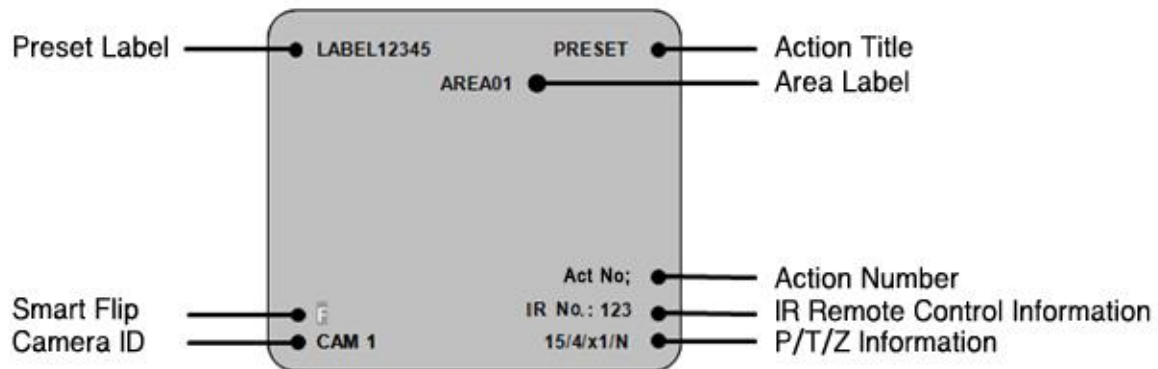 Preset Label LABEL12345 PRESET Action Title
AREA01 Area Label
Act No; Action Number
Smart Flip F IR No.: 123 IR Remote Control Information
Camera ID CAM 1 15/4/x1/N P/T/Z Information